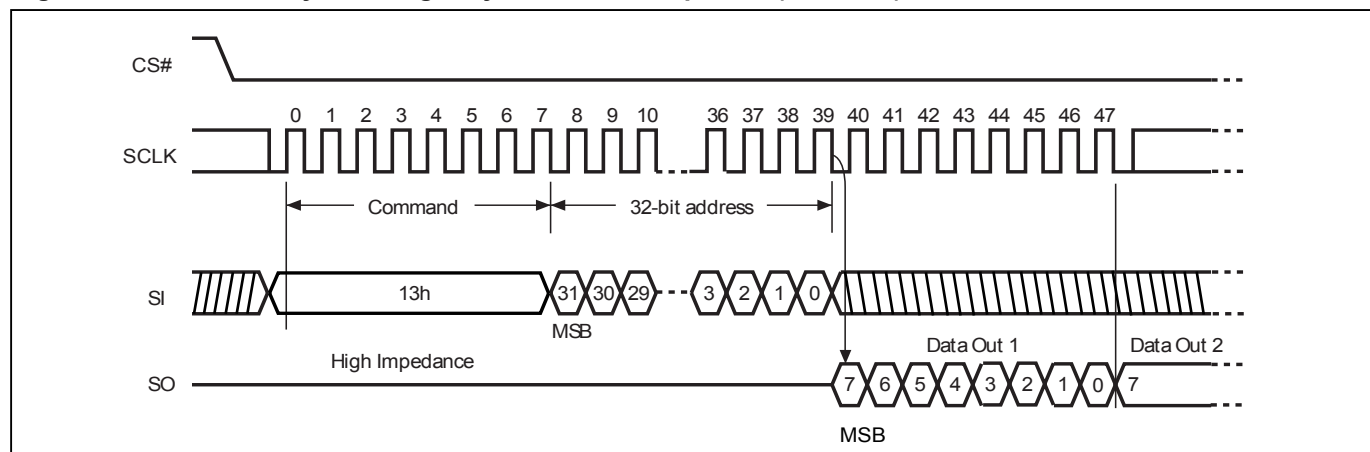 CS#
0 1 2 3 4 5 6 7 8 9 10 36 37 38 39 40 41 42 43 44 45 46 47
SCLK
Command 32-bit address
SI 13h 31 30 29 3 2 1 0
MSB
High Impedance Data Out 1 Data Out 2
SO 7 6 5 4 3 2 1 0 7
MSB